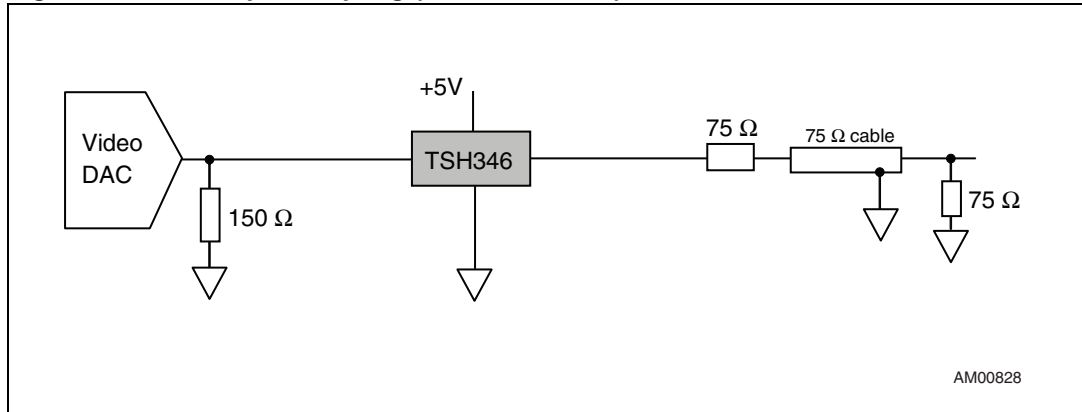 +5V
Video
DAC
TSH346
150 Ω
75 Ω
75 Ω cable
75 Ω
AM00828